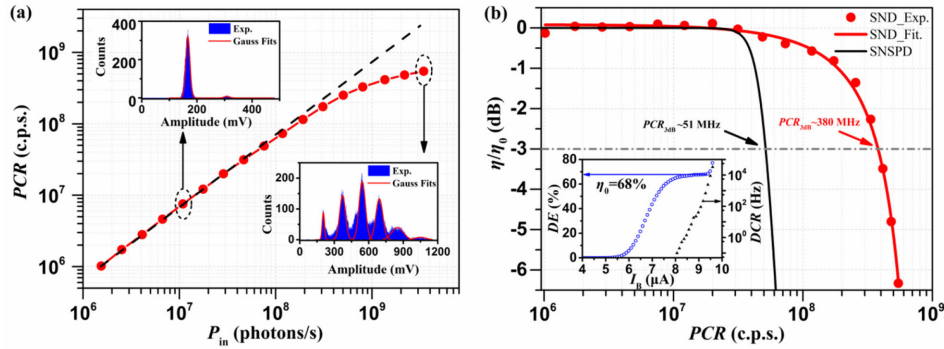 (a)
PCR (c.p.s.)
10⁹
10⁸
10⁷
10⁶
10⁶ 10⁷ 10⁸ 10⁹
P_in (photons/s)
Counts
400
300
200
100
0
0 200 400
Amplitude (mV)
Exp.
Gauss Fits
Counts
200
100
0
0 300 600 900 1200
Amplitude (mV)
Exp.
Gauss Fits
(b)
η/η₀ (dB)
0
-1
-2
-3
-4
-5
-6
10⁶ 10⁷ 10⁸ 10⁹
PCR (c.p.s.)
SND_Exp.
SND_Fit.
SNSPD
PCR_3dB~51 MHz
PCR_3dB~380 MHz
DE (%)
80
60
40
20
0
η₀=68%
4 5 6 7 8 9 10
I_B (μA)
10⁴
10²
10⁰
DCR (Hz)